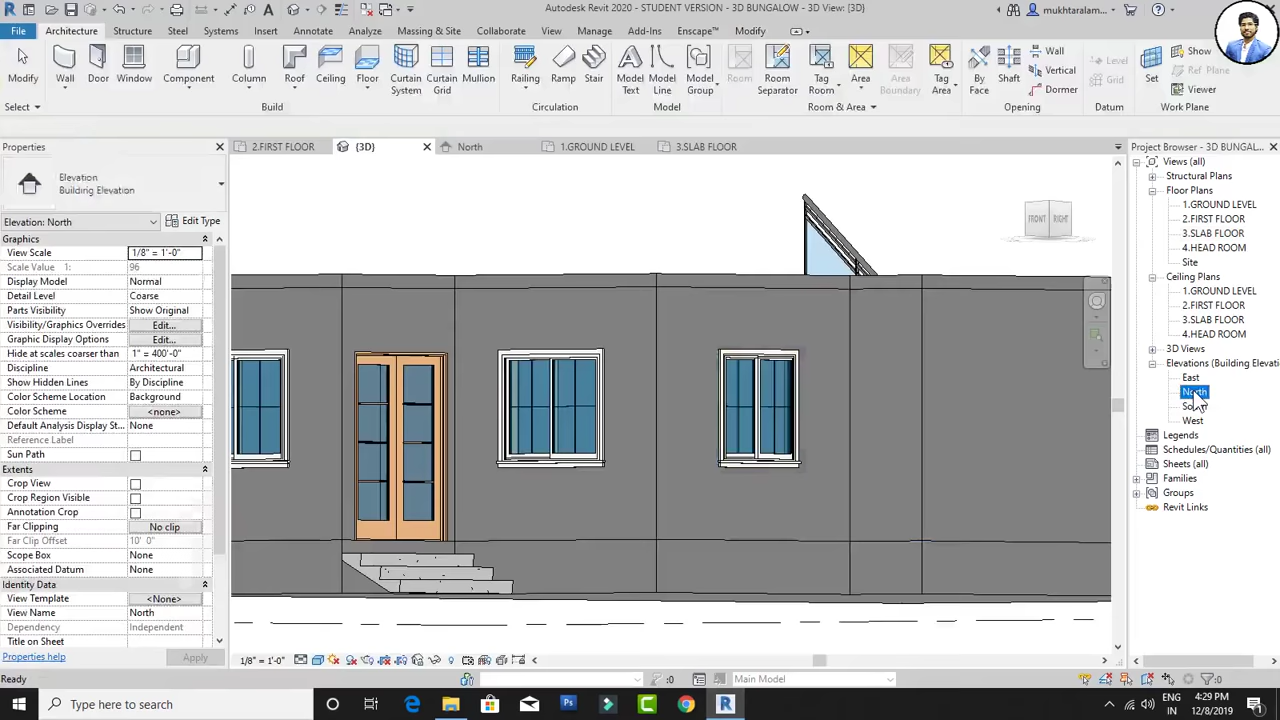 Autodesk Revit 2020 - STUDENT VERSION - 3D BUNGALOW - 3D View: {3D}
mukhtaralam...
File Architecture Structure Steel Systems Insert Annotate Analyze Massing & Site Collaborate View Manage Add-Ins Enscape™ Modify
Modify Wall Door Window Component Column Roof Ceiling Floor Curtain System Curtain Grid Mullion Railing Ramp Stair Model Text Model Line Model Group Room Room Separator Tag Room Area Area Boundary Tag Area By Face Shaft Wall Vertical Dormer Level Grid Set Show Ref Plane Viewer
Select Build Circulation Model Room & Area Opening Datum Work Plane
Properties
2.FIRST FLOOR {3D} North 1.GROUND LEVEL 3.SLAB FLOOR
Project Browser - 3D BUNGAL...
Elevation
Building Elevation
Elevation: North Edit Type
Graphics
View Scale 1/8" = 1'-0"
Scale Value 1: 96
Display Model Normal
Detail Level Coarse
Parts Visibility Show Original
Visibility/Graphics Overrides Edit...
Graphic Display Options Edit...
Hide at scales coarser than 1" = 400'-0"
Discipline Architectural
Show Hidden Lines By Discipline
Color Scheme Location Background
Color Scheme <none>
Default Analysis Display St... None
Reference Label
Sun Path
Extents
Crop View
Crop Region Visible
Annotation Crop
Far Clipping No clip
Far Clip Offset 10' 0"
Scope Box None
Associated Datum None
Identity Data
View Template <None>
View Name North
Dependency Independent
Title on Sheet
Properties help Apply
FRONT RIGHT
Views (all)
Structural Plans
Floor Plans
1.GROUND LEVEL
2.FIRST FLOOR
3.SLAB FLOOR
4.HEAD ROOM
Site
Ceiling Plans
1.GROUND LEVEL
2.FIRST FLOOR
3.SLAB FLOOR
4.HEAD ROOM
3D Views
Elevations (Building Elevati
East
North
South
West
Legends
Schedules/Quantities (all)
Sheets (all)
Families
Groups
Revit Links
1/8" = 1'-0"
Ready :0 Main Model :0
Type here to search
ENG 4:29 PM
IN 12/8/2019